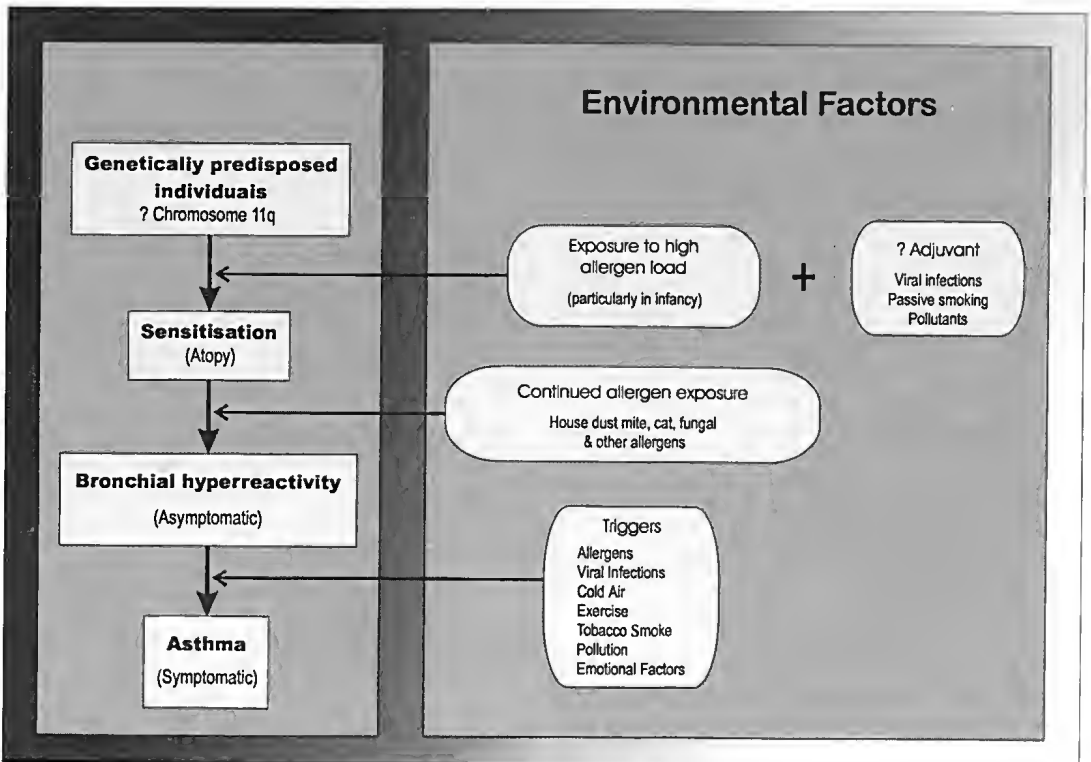 Environmental Factors
Genetically predisposed
individuals
? Chromosome 11q
Exposure to high
allergen load
(particularly in infancy)
+
? Adjuvant
Viral infections
Passive smoking
Pollutants
Sensitisation
(Atopy)
Continued allergen exposure
House dust mite, cat, fungal
& other allergens
Bronchial hyperreactivity
(Asymptomatic)
Triggers
Allergens
Viral Infections
Cold Air
Exercise
Tobacco Smoke
Pollution
Emotional Factors
Asthma
(Symptomatic)